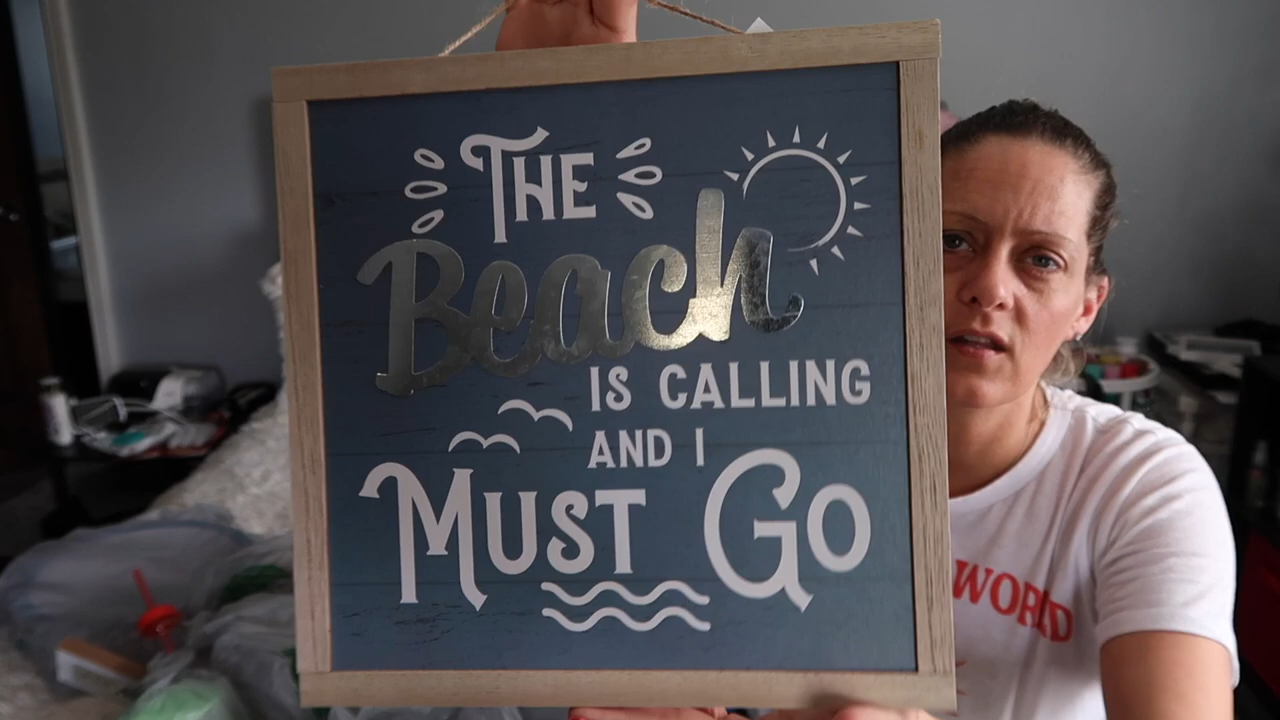 THE
Beach
IS CALLING
AND I
MUST GO
WORLD